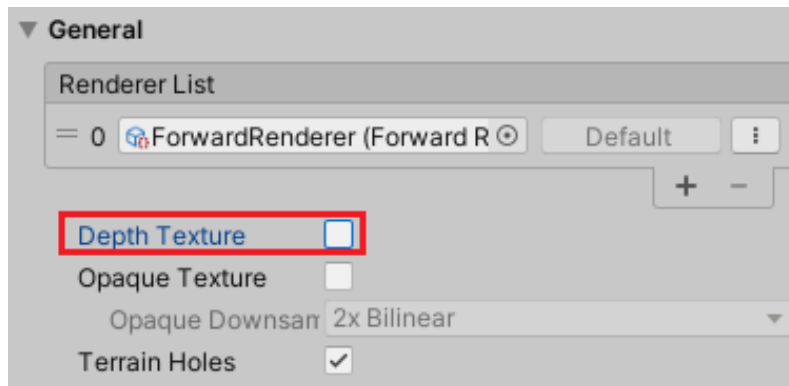 General
Renderer List
0 ForwardRenderer (Forward R Default
Depth Texture
Opaque Texture
Opaque Downsam 2x Bilinear
Terrain Holes